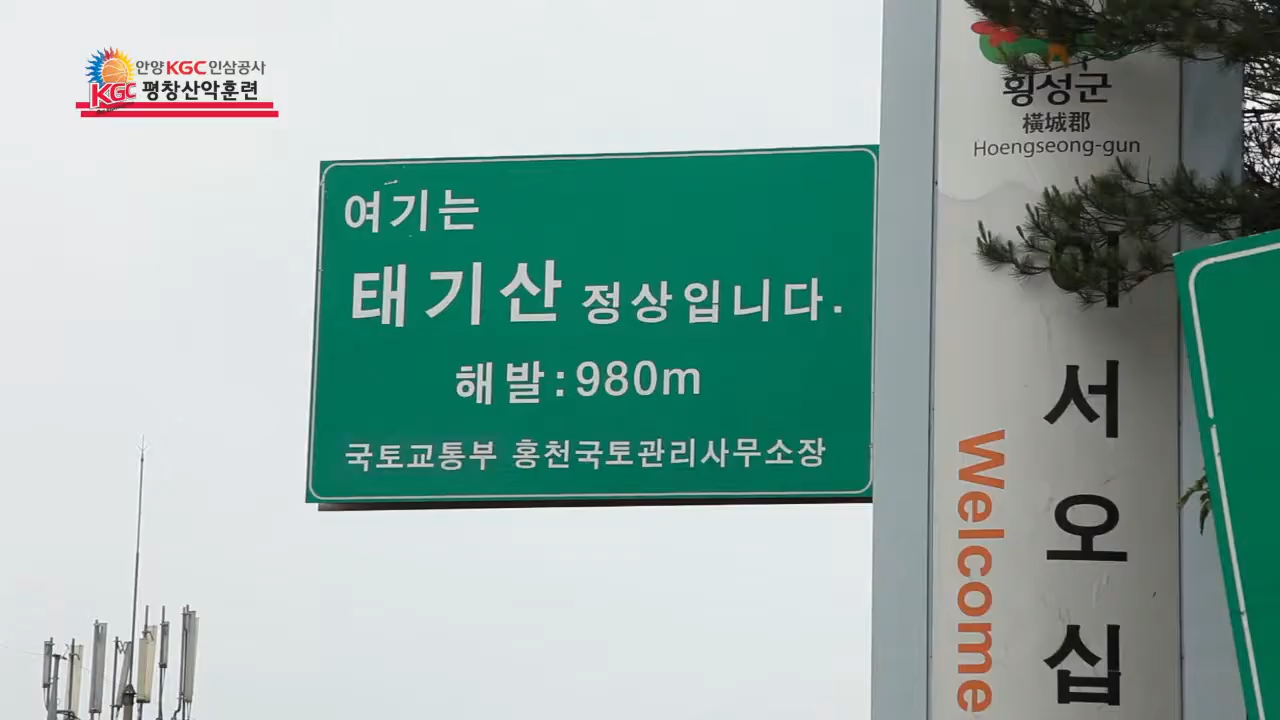 안양 KGC 인삼공사
KGC 평창산악훈련
여기는
태기산 정상입니다.
해발:980m
국토교통부 홍천국토관리사무소장
횡성군
橫城郡
Hoengseong-gun
어서오십
Welcome